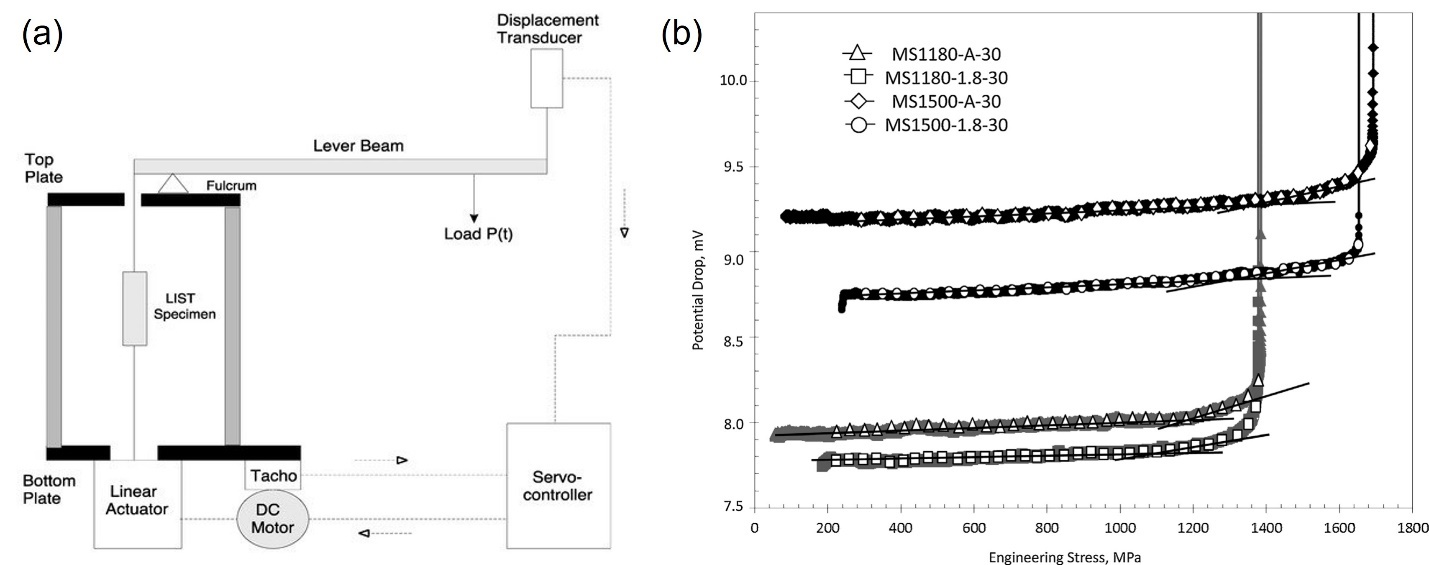 (a)
Displacement
Transducer
Lever Beam
Top
Plate
Fulcrum
Load P(t)
LIST
Specimen
Bottom
Plate
Linear
Actuator
Tacho
DC
Motor
Servo-
controller
(b)
MS1180-A-30
MS1180-1.8-30
MS1500-A-30
MS1500-1.8-30
Potential Drop, mV
10.0
9.5
9.0
8.5
8.0
7.5
0 200 400 600 800 1000 1200 1400 1600 1800
Engineering Stress, MPa